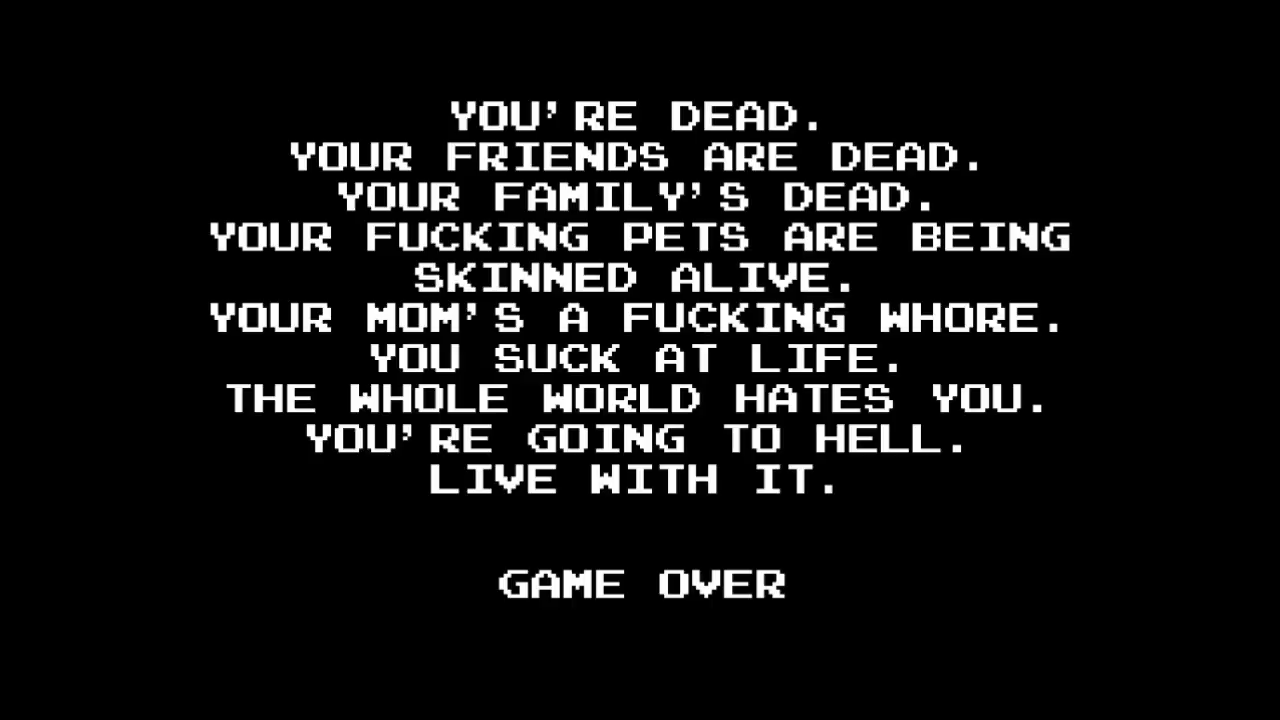 YOU'RE DEAD.
YOUR FRIENDS ARE DEAD.
YOUR FAMILY'S DEAD.
YOUR FUCKING PETS ARE BEING
SKINNED ALIVE.
YOUR MOM'S A FUCKING WHORE.
YOU SUCK AT LIFE.
THE WHOLE WORLD HATES YOU.
YOU'RE GOING TO HELL.
LIVE WITH IT.
GAME OVER